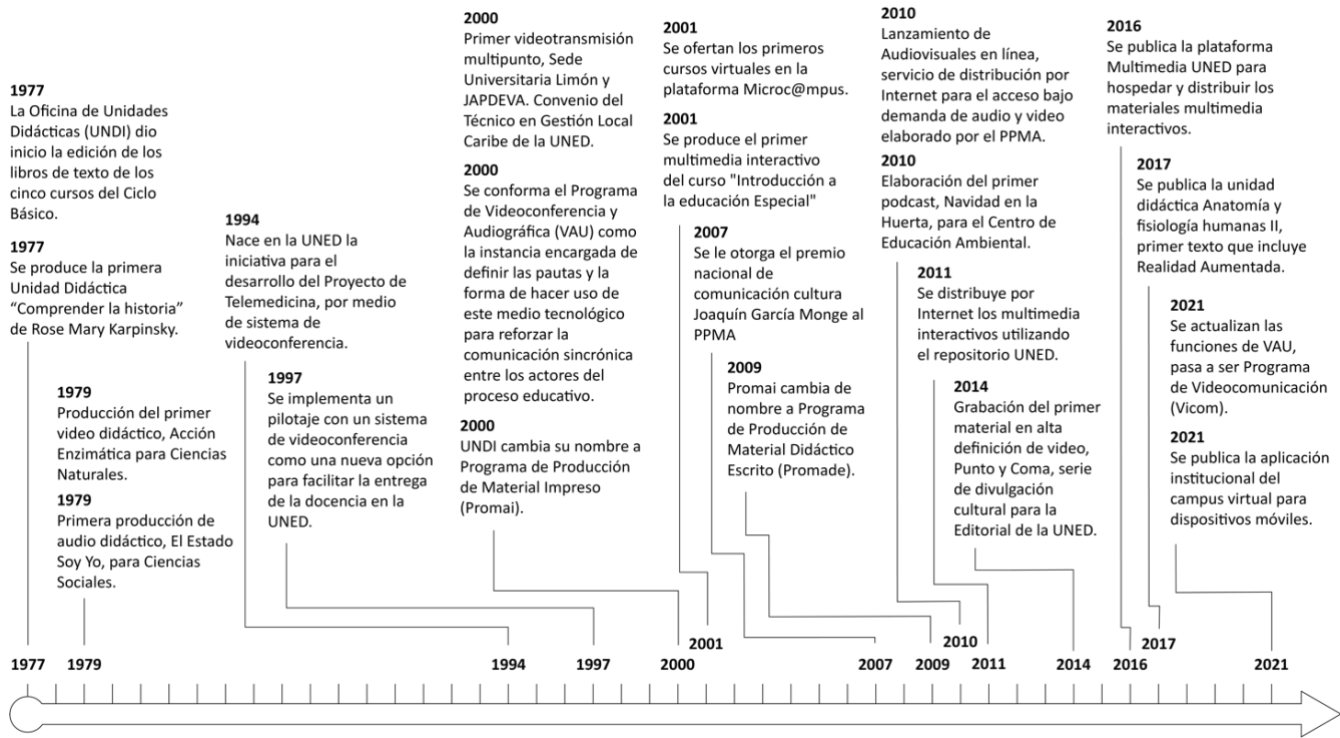 1977
La Oficina de Unidades
Didácticas (UNDI) dio
inicio la edición de los
libros de texto de los
cinco cursos del Ciclo
Básico.
1977
Se produce la primera
Unidad Didáctica
“Comprender la historia”
de Rose Mary Karpinsky.
1979
Producción del primer
video didáctico, Acción
Enzimática para Ciencias
Naturales.
1979
Primera producción de
audio didáctico, El Estado
Soy Yo, para Ciencias
Sociales.
1994
Nace en la UNED la
iniciativa para el
desarrollo del Proyecto de
Telemedicina, por medio
de sistema de
videoconferencia.
1997
Se implementa un
pilotaje con un sistema
de videoconferencia
como una nueva opción
para facilitar la entrega
de la docencia en la
UNED.
2000
Primer videotransmisión
multipunto, Sede
Universitaria Limón y
JAPDEVA. Convenio del
Técnico en Gestión Local
Caribe de la UNED.
2000
Se conforma el Programa
de Videoconferencia y
Audiográfica (VAU) como
la instancia encargada de
definir las pautas y la
forma de hacer uso de
este medio tecnológico
para reforzar la
comunicación sincrónica
entre los actores del
proceso educativo.
2000
UNDI cambia su nombre a
Programa de Producción
de Material Impreso
(Promai).
2001
Se ofertan los primeros
cursos virtuales en la
plataforma Microc@mpus.
2001
Se produce el primer
multimedia interactivo
del curso "Introducción a
la educación Especial"
2007
Se le otorga el premio
nacional de
comunicación cultura
Joaquín García Monge al
PPMA
2009
Promai cambia de
nombre a Programa
de Producción de
Material Didáctico
Escrito (Promade).
2010
Lanzamiento de
Audiovisuales en línea,
servicio de distribución por
Internet para el acceso bajo
demanda de audio y video
elaborado por el PPMA.
2010
Elaboración del primer
podcast, Navidad en la
Huerta, para el Centro de
Educación Ambiental.
2011
Se distribuye por
Internet los multimedia
interactivos utilizando
el repositorio UNED.
2014
Grabación del primer
material en alta
definición de video,
Punto y Coma, serie
de divulgación
cultural para la
Editorial de la UNED.
2016
Se publica la plataforma
Multimedia UNED para
hospedar y distribuir los
materiales multimedia
interactivos.
2017
Se publica la unidad
didáctica Anatomía y
fisiología humanas II,
primer texto que incluye
Realidad Aumentada.
2021
Se actualizan las
funciones de VAU,
pasa a ser Programa
de Videocomunicación
(Vicom).
2021
Se publica la aplicación
institucional del
campus virtual para
dispositivos móviles.
1977 1979 1994 1997 2000 2001 2007 2009 2010 2011 2014 2016 2017 2021